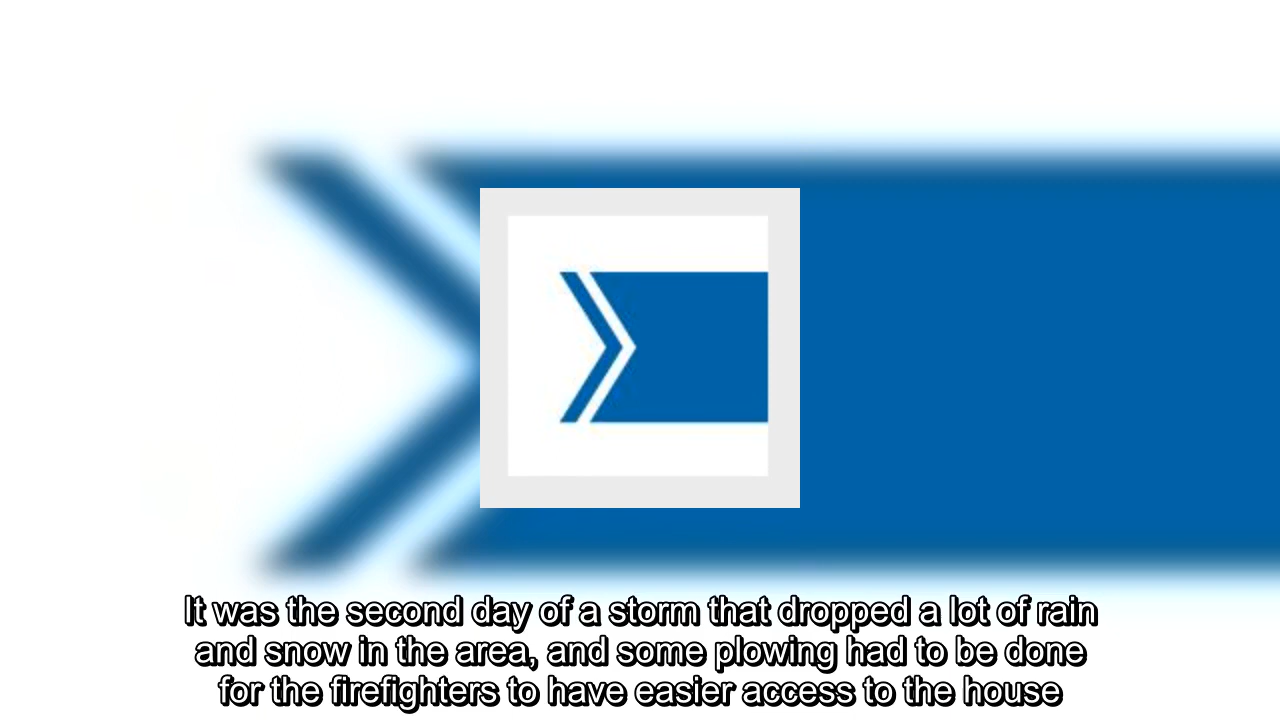 It was the second day of a storm that dropped a lot of rain
and snow in the area, and some plowing had to be done
for the firefighters to have easier access to the house